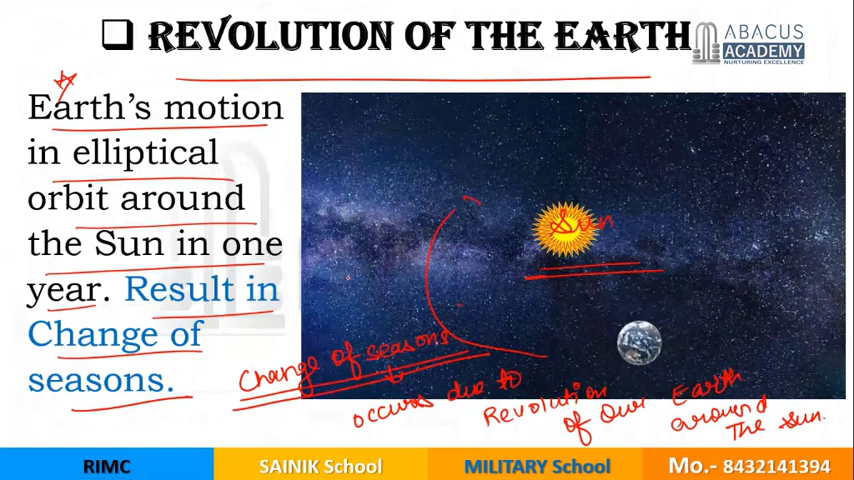 REVOLUTION OF THE EARTH
ABACUS
ACADEMY
NURTURING EXCELLENCE
Earth's motion
in elliptical
orbit around
the Sun in one
year. Result in
Change of
seasons.
Sun
Change of seasons
occurs due to
Revolution
of Our Earth
around
The sun.
RIMC
SAINIK School
MILITARY School
Mo.- 8432141394